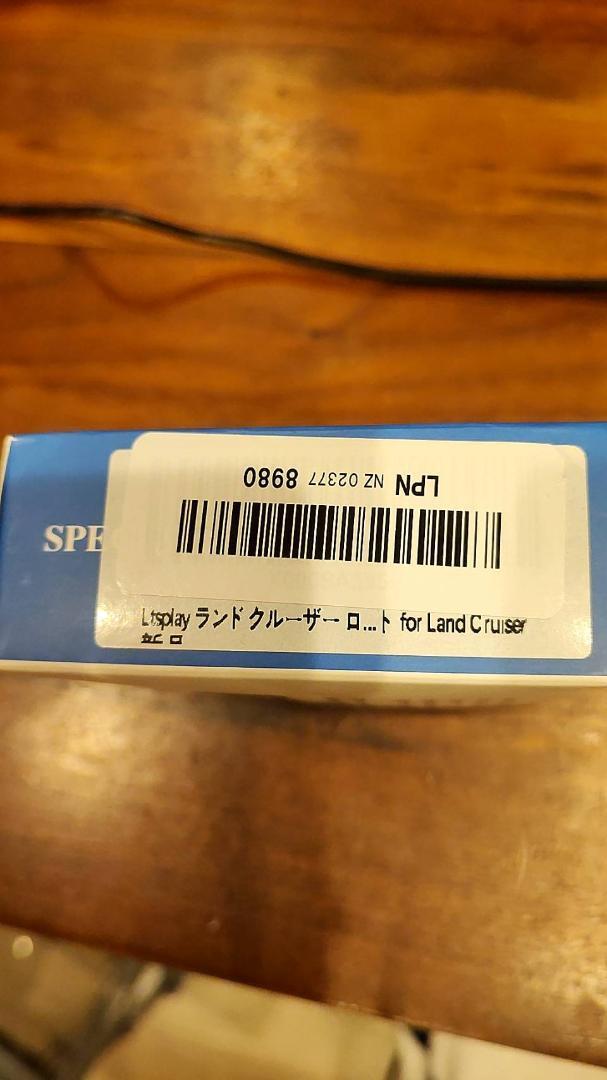 LPN NZ 02377 8980
SPE
Ltsplay ランドクルーザー ロ...ト for Land Cruiser
新品